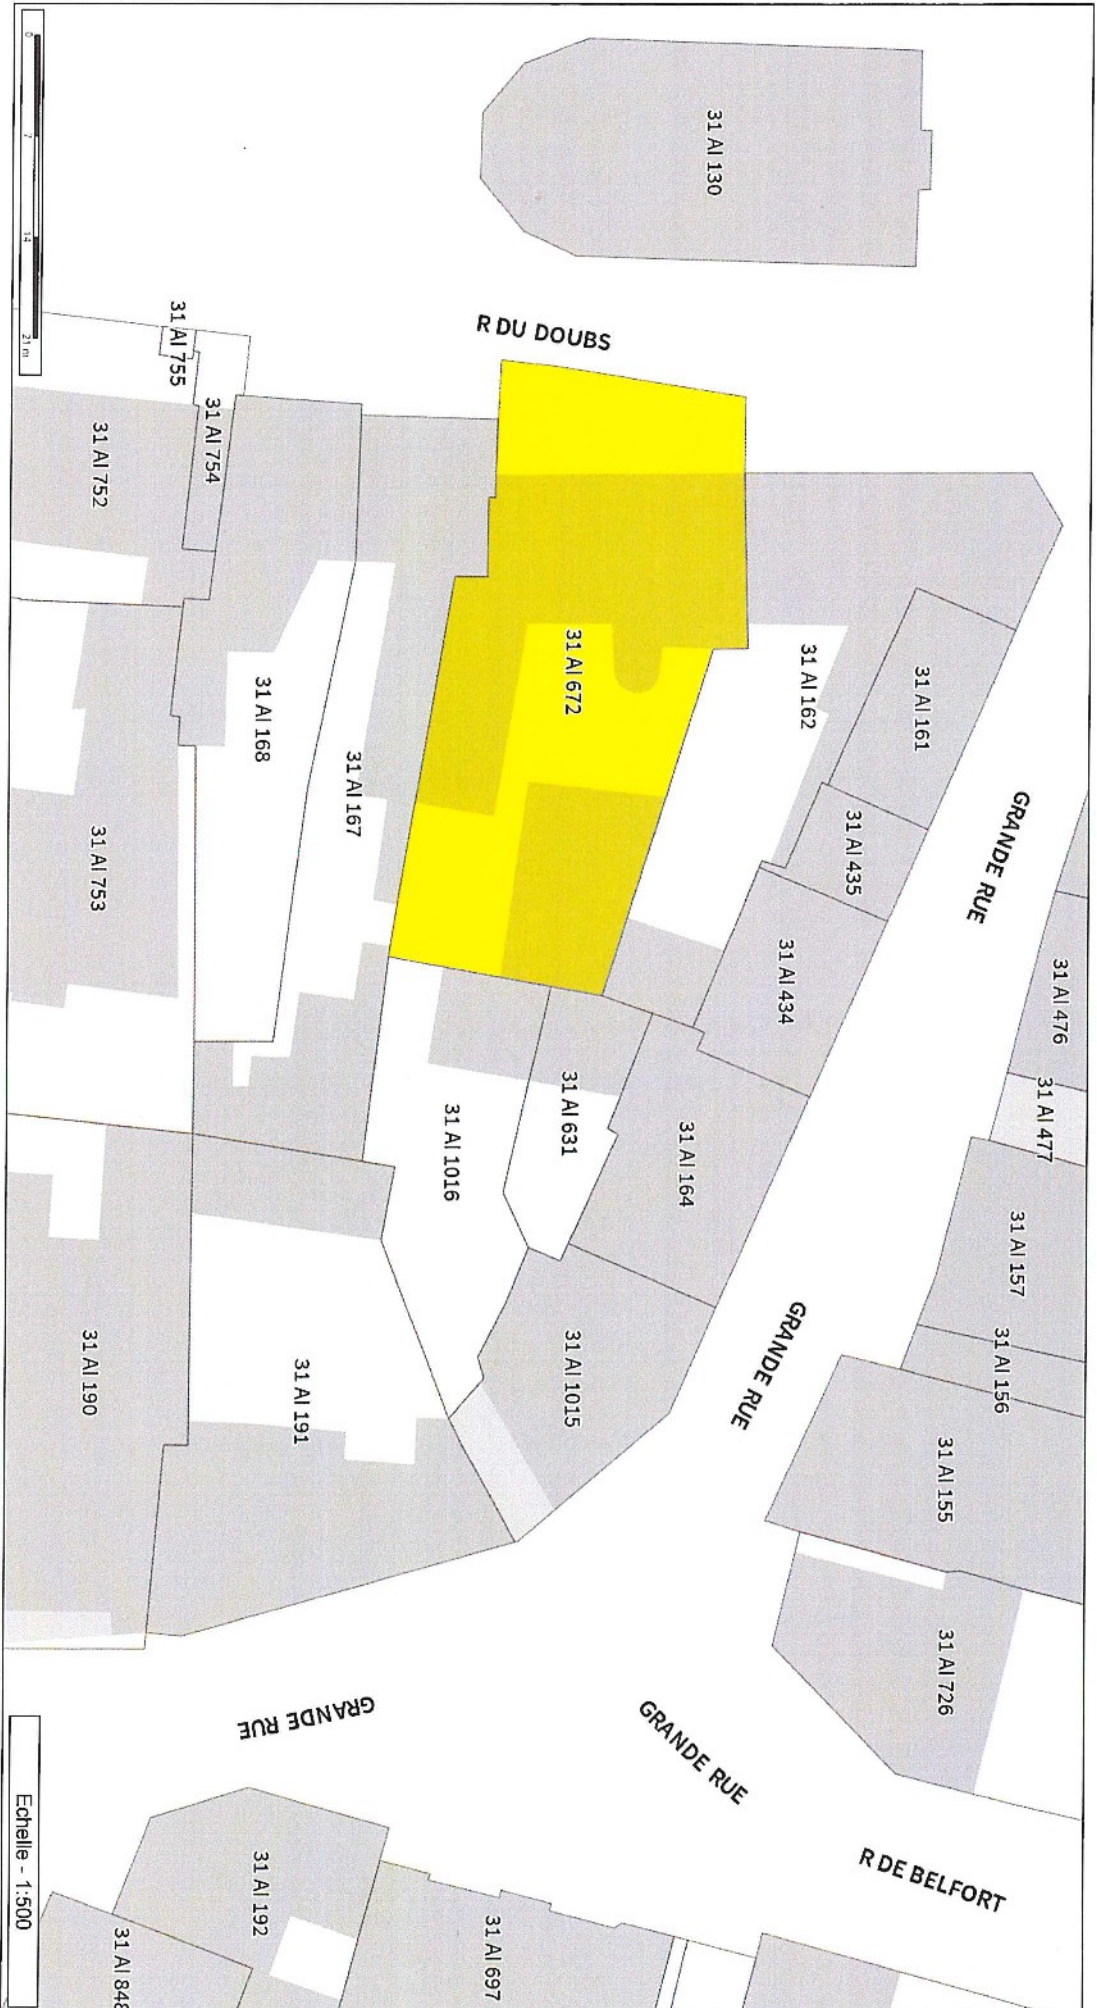 31 AI 130
R DU DOUBS
31 AI 755
31 AI 754
31 AI 752
31 AI 672
31 AI 162
31 AI 161
31 AI 435
31 AI 434
31 AI 168
31 AI 167
31 AI 753
GRANDE RUE
31 AI 476
31 AI 477
31 AI 157
31 AI 156
31 AI 155
31 AI 726
31 AI 631
31 AI 164
31 AI 1016
31 AI 1015
GRANDE RUE
31 AI 190
31 AI 191
GRANDE RUE
GRANDE RUE
R DE BELFORT
31 AI 192
31 AI 697
31 AI 848
0 7 14 21 m
Echelle - 1:500